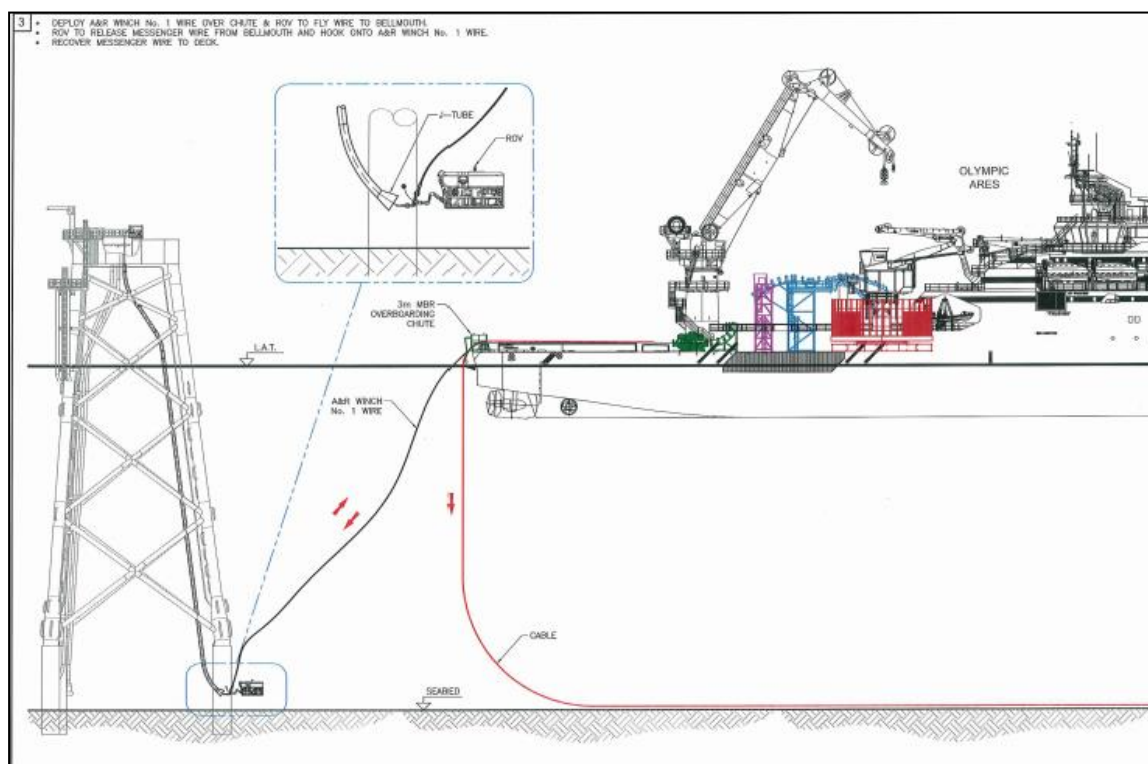 3
• DEPLOY A&R WINCH No. 1 WIRE OVER CHUTE & ROV TO FLY WIRE TO BELLMOUTH.
• ROV TO RELEASE MESSENGER WIRE FROM BELLMOUTH AND HOOK ONTO A&R WINCH No. 1 WIRE.
• RECOVER MESSENGER WIRE TO DECK.
J-TUBE
ROV
OLYMPIC
ARES
3m MBR
OVERBOARDING
CHUTE
L.A.T.
A&R WINCH
No. 1 WIRE
CABLE
SEABED